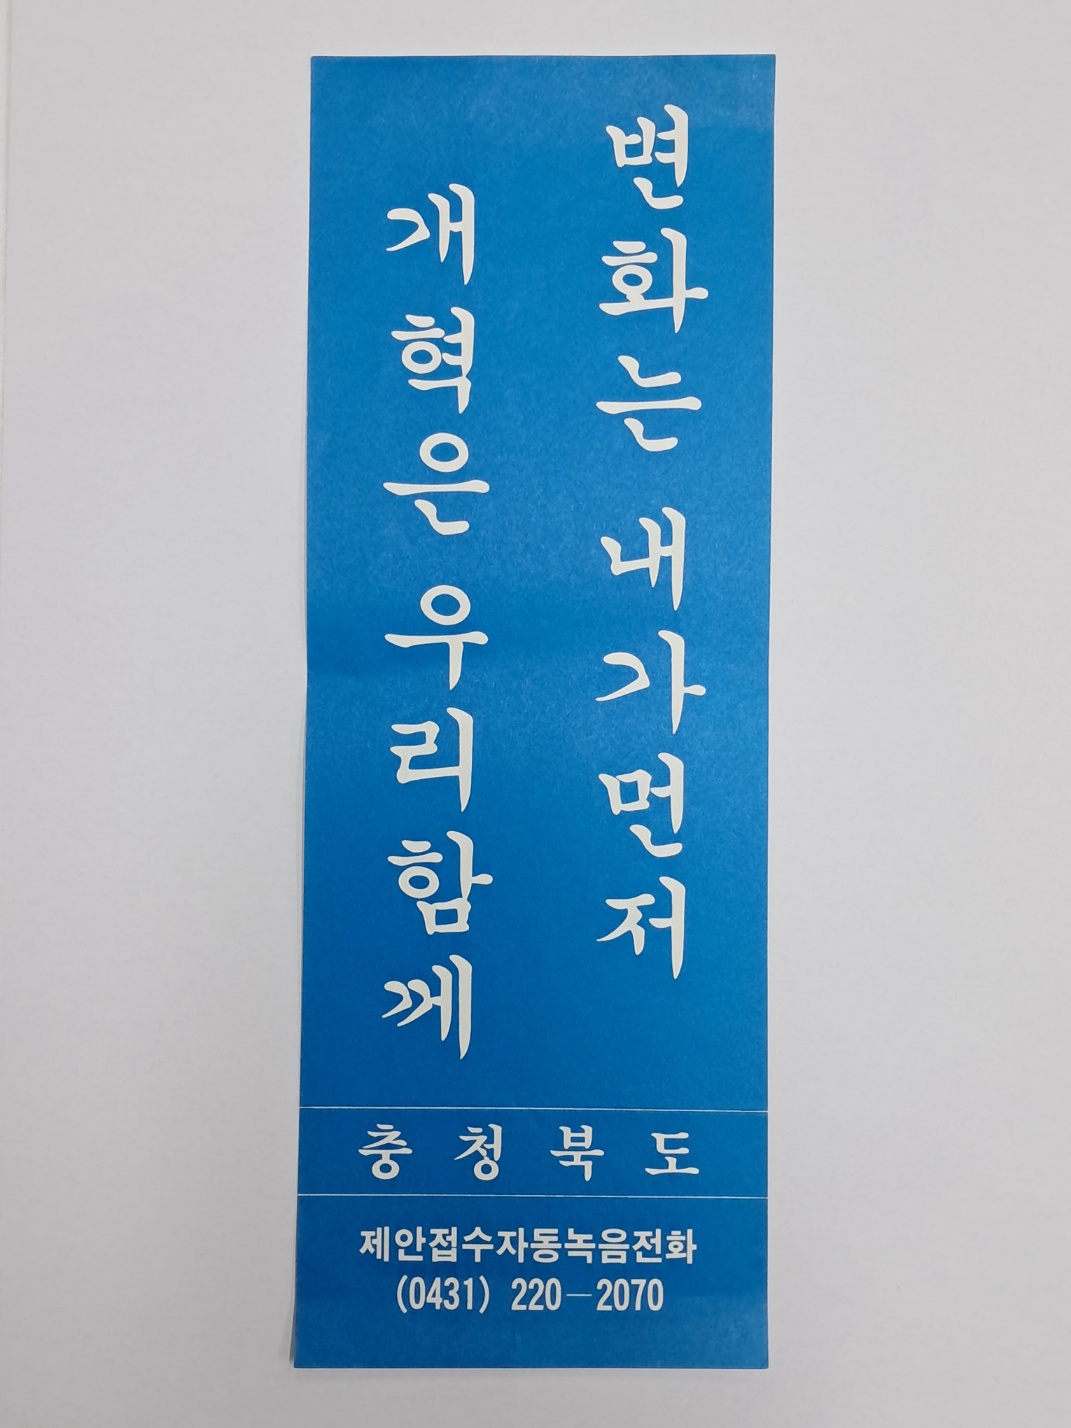 변화는 내가먼저
개혁은 우리함께
충청북도
제안접수자동녹음전화
(0431) 220-2070